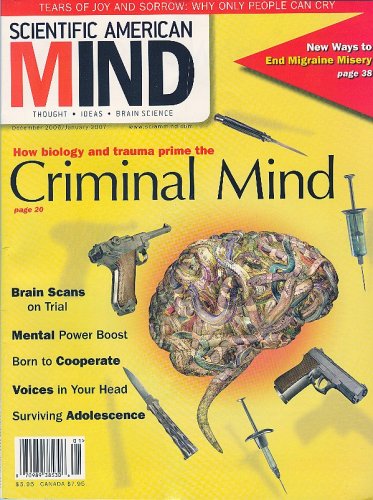 TEARS OF JOY AND SORROW: WHY ONLY PEOPLE CAN CRY
SCIENTIFIC AMERICAN
MIND
THOUGHT • IDEAS • BRAIN SCIENCE
December 2006/January 2007 www.sciammind.com
New Ways to
End Migraine Misery
page 38
How biology and trauma prime the
Criminal Mind
page 20
Brain Scans
on Trial
Mental Power Boost
Born to Cooperate
Voices in Your Head
Surviving Adolescence
01>
$5.95 CANADA $7.95